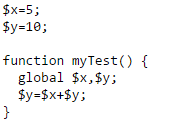 $x=5;
$y=10;

function myTest() {
  global $x,$y;
  $y=$x+$y;
}